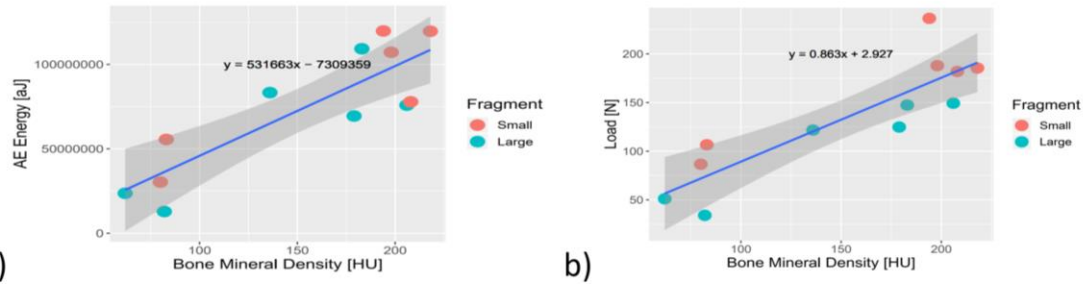 y = 531663x − 7309359
100000000
50000000
0
AE Energy [aJ]
100
150
200
Bone Mineral Density [HU]
Fragment
Small
Large
)
y = 0.863x + 2.927
200
150
100
50
Load [N]
100
150
200
Bone Mineral Density [HU]
Fragment
Small
Large
b)